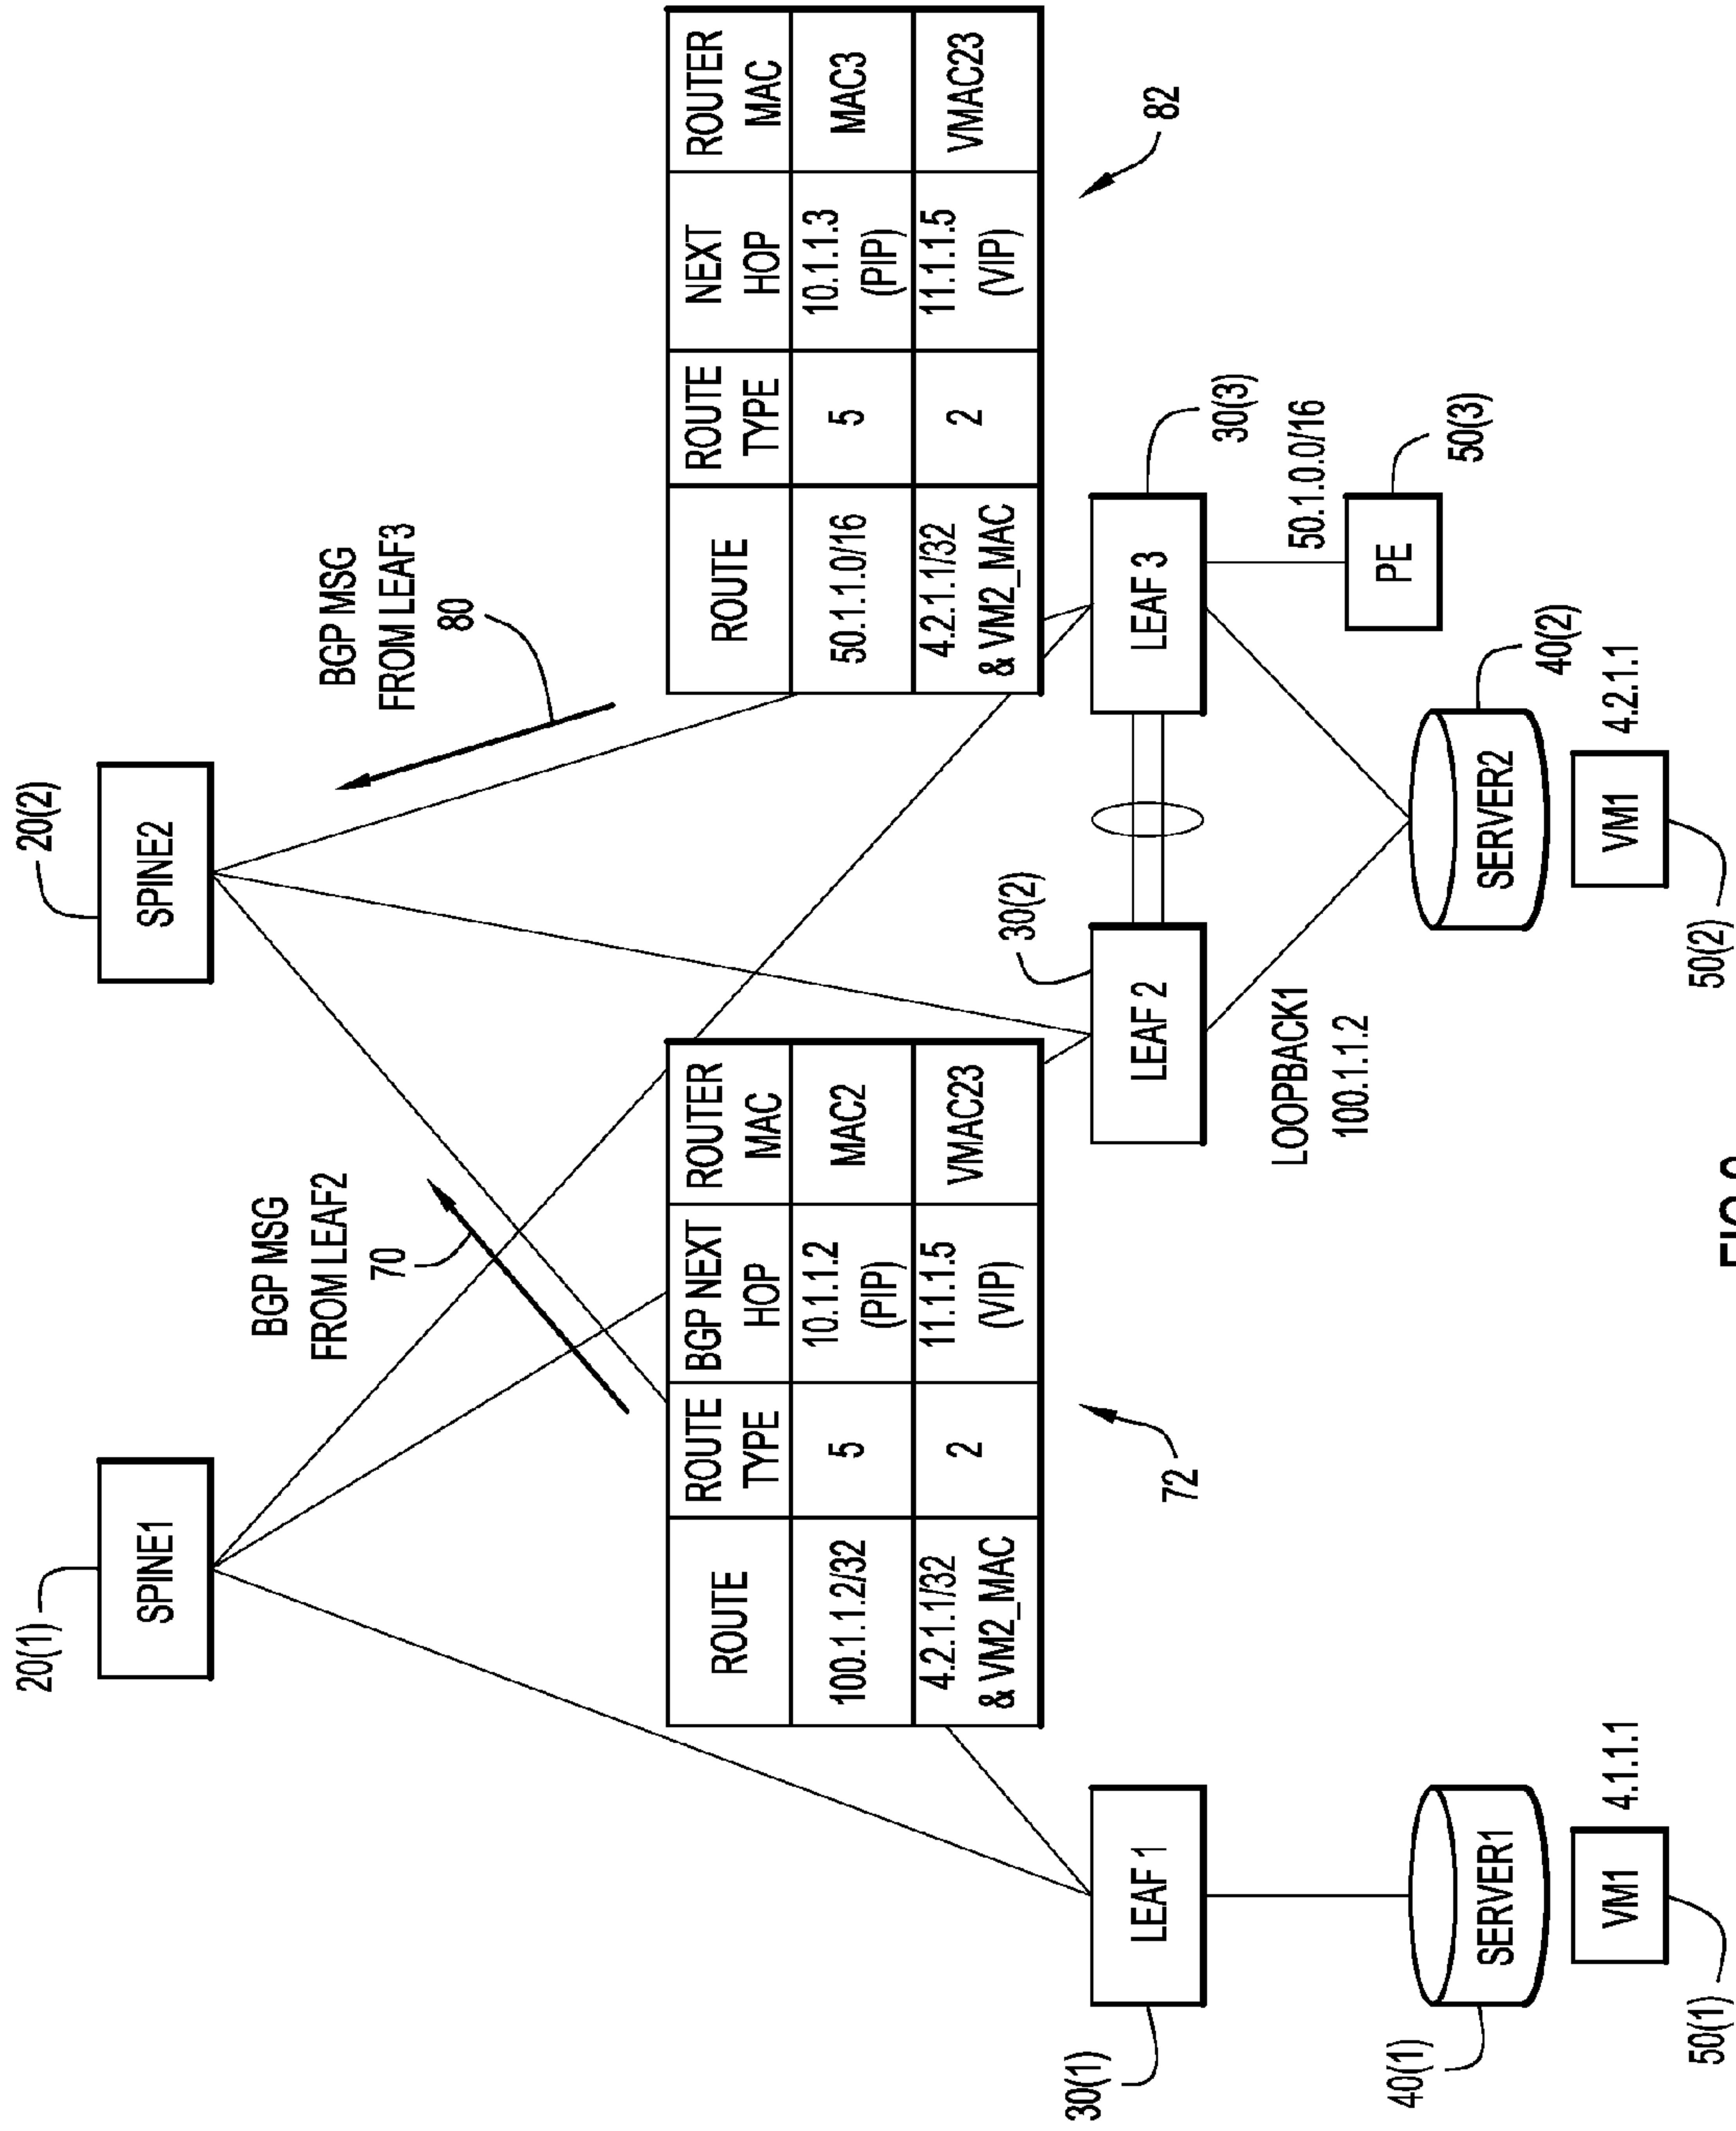 20(1)
SPINE1
20(2)
SPINE2
BGP MSG
FROM LEAF2
70
BGP MSG
FROM LEAF3
80
ROUTE ROUTE TYPE BGP NEXT HOP ROUTER MAC
100.1.1.2/32 5 10.1.1.2 (PIP) MAC2
4.2.1.1/32 & VM2_MAC 2 11.1.1.5 (VIP) VMAC23
72
ROUTE ROUTE TYPE NEXT HOP ROUTER MAC
50.1.1.0/16 5 10.1.1.3 (PIP) MAC3
4.2.1.1/32 & VM2_MAC 2 11.1.1.5 (VIP) VMAC23
82
30(1)
LEAF 1
30(2)
LEAF 2
LEAF 3
30(3)
LOOPBACK1
100.1.1.2
50.1.0.0/16
PE
50(3)
40(1)
SERVER1
SERVER2
40(2)
VM1
4.1.1.1
50(1)
VM1
4.2.1.1
50(2)
FIG.